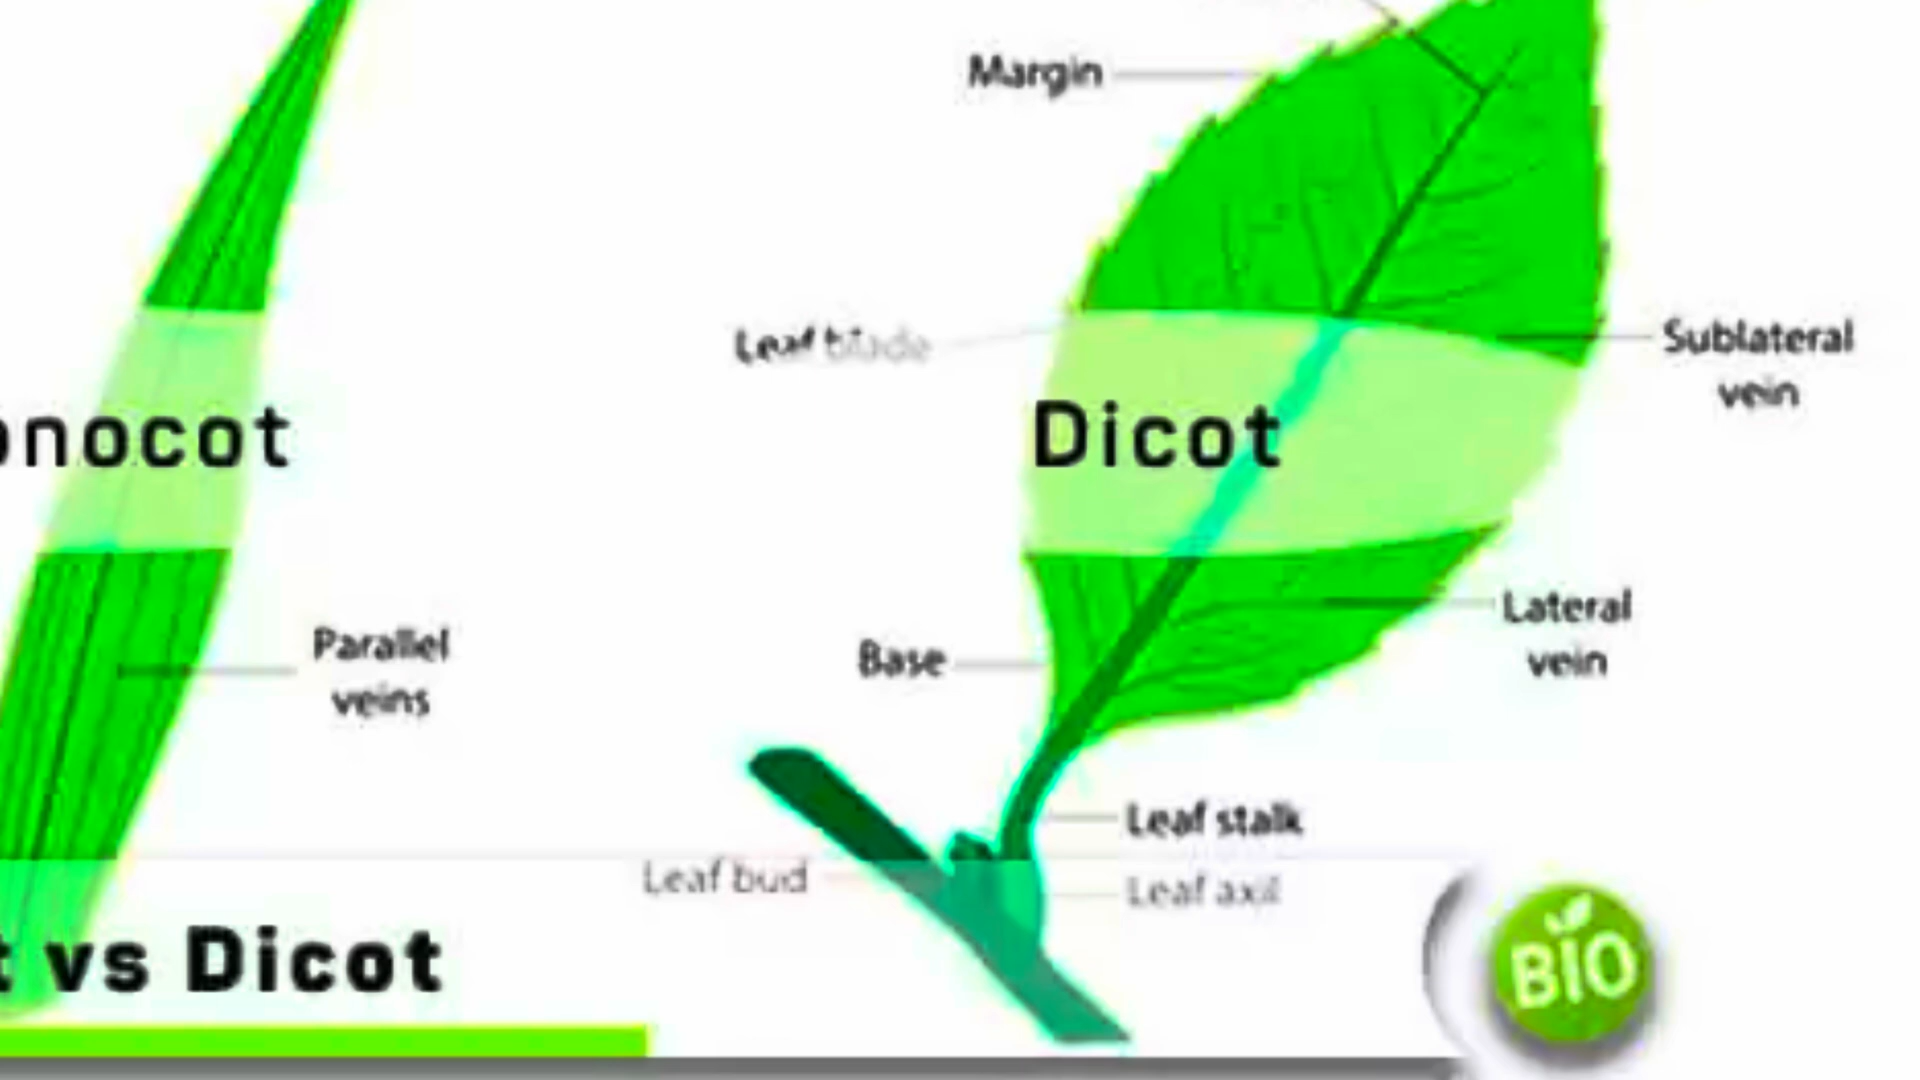 Margin
Leaf blade
Sublateral
vein
onocot
Dicot
Parallel
veins
Base
Lateral
vein
Leaf stalk
Leaf bud
Leaf axil
t vs Dicot
BIO